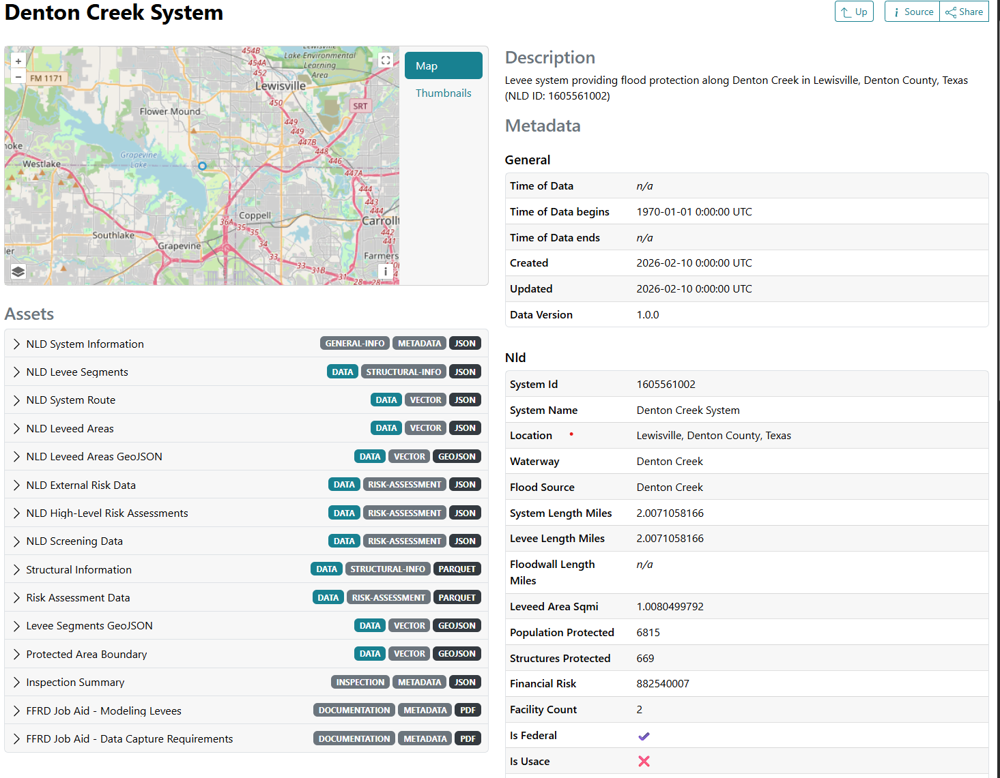 Denton Creek System
Up
Source
Share
+
−
FM 1171
454B
454A
452
Lewisville
Lake-Environmental
Learning
Area
Lewisville
450
SRT
Flower Mound
449
449
447B
448
446
447A
Grapevine
Lake
Westlake
444
443
444
Coppell
Carrollt
36A
35
35
442
441
34
Southlake
Grapevine
33
33
31B
Farmers
31
28
28
Map
Thumbnails
Description
Levee system providing flood protection along Denton Creek in Lewisville, Denton County, Texas
(NLD ID: 1605561002)
Metadata
General
Time of Data n/a
Time of Data begins 1970-01-01 0:00:00 UTC
Time of Data ends n/a
Created 2026-02-10 0:00:00 UTC
Updated 2026-02-10 0:00:00 UTC
Data Version 1.0.0
Nld
System Id 1605561002
System Name Denton Creek System
Location Lewisville, Denton County, Texas
Waterway Denton Creek
Flood Source Denton Creek
System Length Miles 2.0071058166
Levee Length Miles 2.0071058166
Floodwall Length
Miles n/a
Leveed Area Sqmi 1.0080499792
Population Protected 6815
Structures Protected 669
Financial Risk 882540007
Facility Count 2
Is Federal
Is Usace
Assets
NLD System Information GENERAL-INFO METADATA JSON
NLD Levee Segments DATA STRUCTURAL-INFO JSON
NLD System Route DATA VECTOR JSON
NLD Leveed Areas DATA VECTOR JSON
NLD Leveed Areas GeoJSON DATA VECTOR GEOJSON
NLD External Risk Data DATA RISK-ASSESSMENT JSON
NLD High-Level Risk Assessments DATA RISK-ASSESSMENT JSON
NLD Screening Data DATA RISK-ASSESSMENT JSON
Structural Information DATA STRUCTURAL-INFO PARQUET
Risk Assessment Data DATA RISK-ASSESSMENT PARQUET
Levee Segments GeoJSON DATA VECTOR GEOJSON
Protected Area Boundary DATA VECTOR GEOJSON
Inspection Summary INSPECTION METADATA JSON
FFRD Job Aid - Modeling Levees DOCUMENTATION METADATA PDF
FFRD Job Aid - Data Capture Requirements DOCUMENTATION METADATA PDF